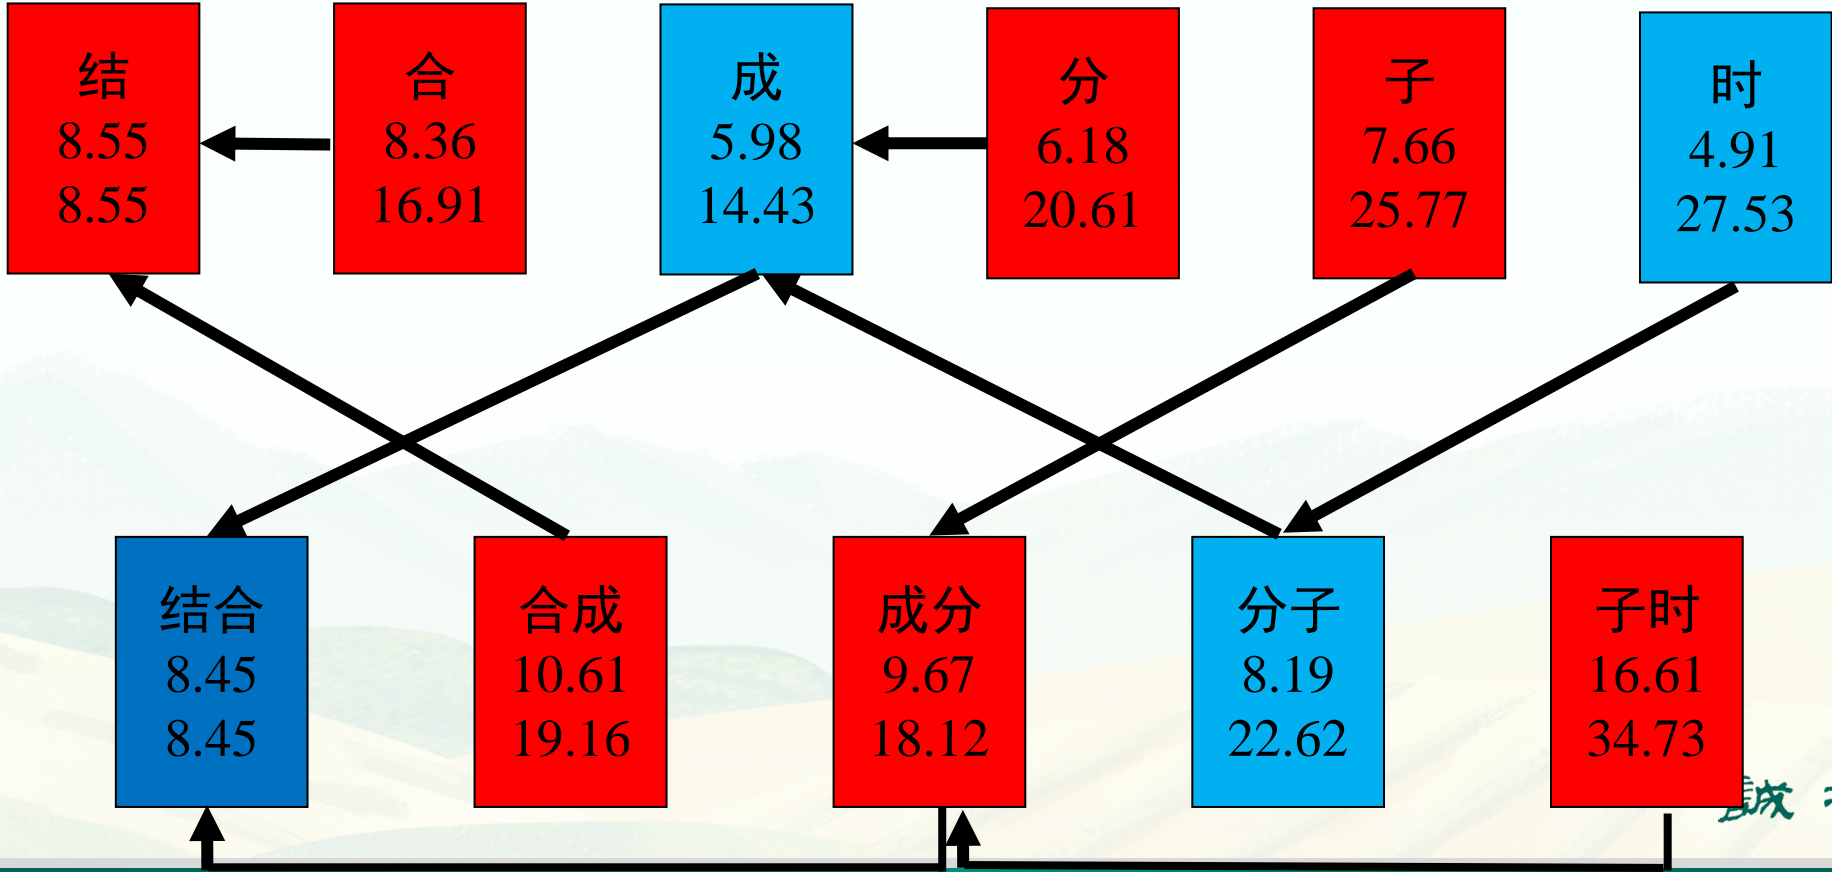 结
8.55
8.55
合
8.36
16.91
成
5.98
14.43
分
6.18
20.61
子
7.66
25.77
时
4.91
27.53
结合
8.45
8.45
合成
10.61
19.16
成分
9.67
18.12
分子
8.19
22.62
子时
16.61
34.73
誠